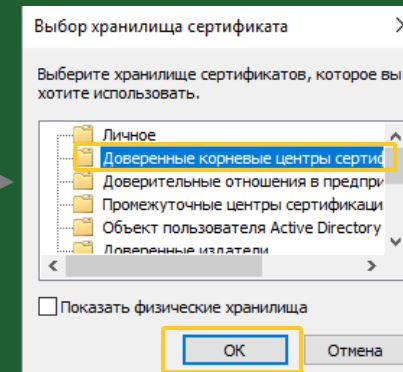 Выбор хранилища сертификата
Выберите хранилище сертификатов, которое вы
хотите использовать.
Личное
Доверенные корневые центры сертиф
Доверительные отношения в предпри
Промежуточные центры сертификаци
Объект пользователя Active Directory
Доверенные издатели
Показать физические хранилища
ОК
Отмена